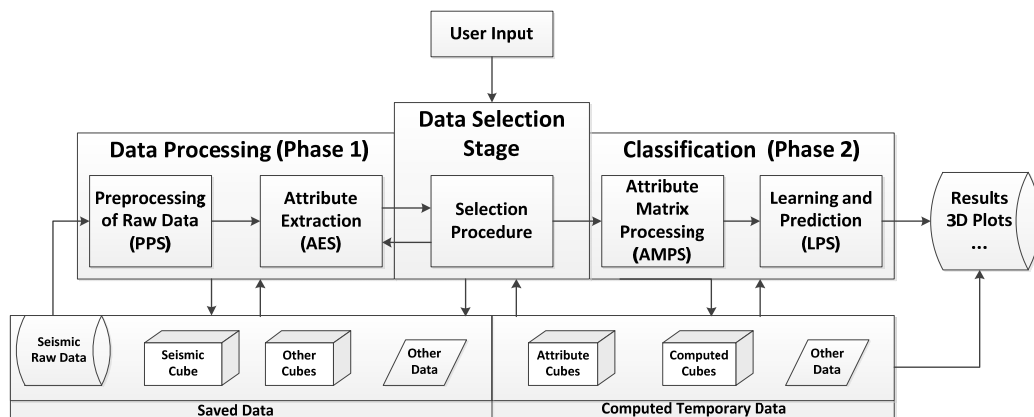 User Input
Data Selection
Stage
Data Processing (Phase 1)
Classification (Phase 2)
Preprocessing
of Raw Data
(PPS)
Attribute
Extraction
(AES)
Selection
Procedure
Attribute
Matrix
Processing
(AMPS)
Learning and
Prediction
(LPS)
Results
3D Plots
...
Seismic
Raw Data
Seismic
Cube
Other
Cubes
Other
Data
Attribute
Cubes
Computed
Cubes
Other
Data
Saved Data
Computed Temporary Data